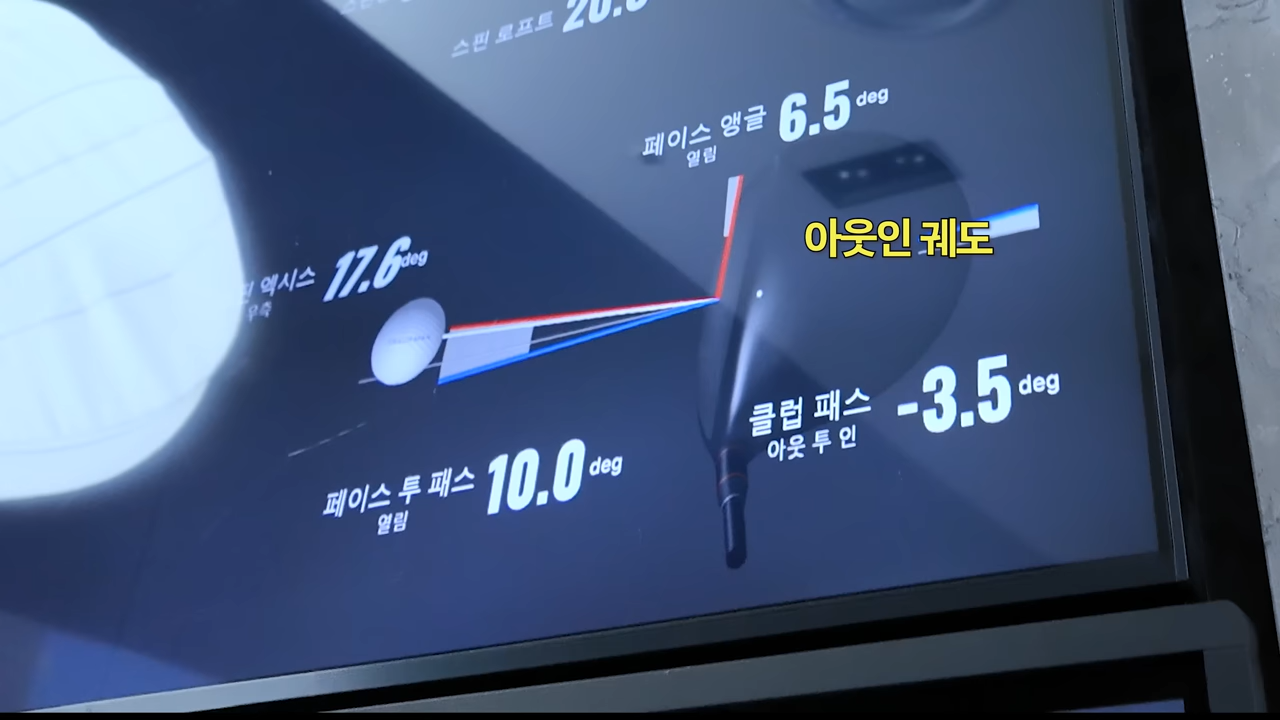 스핀 로프트
페이스 앵글 6.5 deg
열림
아웃인 궤도
엑시스 17.6 deg
우측
클럽 패스 -3.5 deg
아웃 투 인
페이스 투 패스 10.0 deg
열림